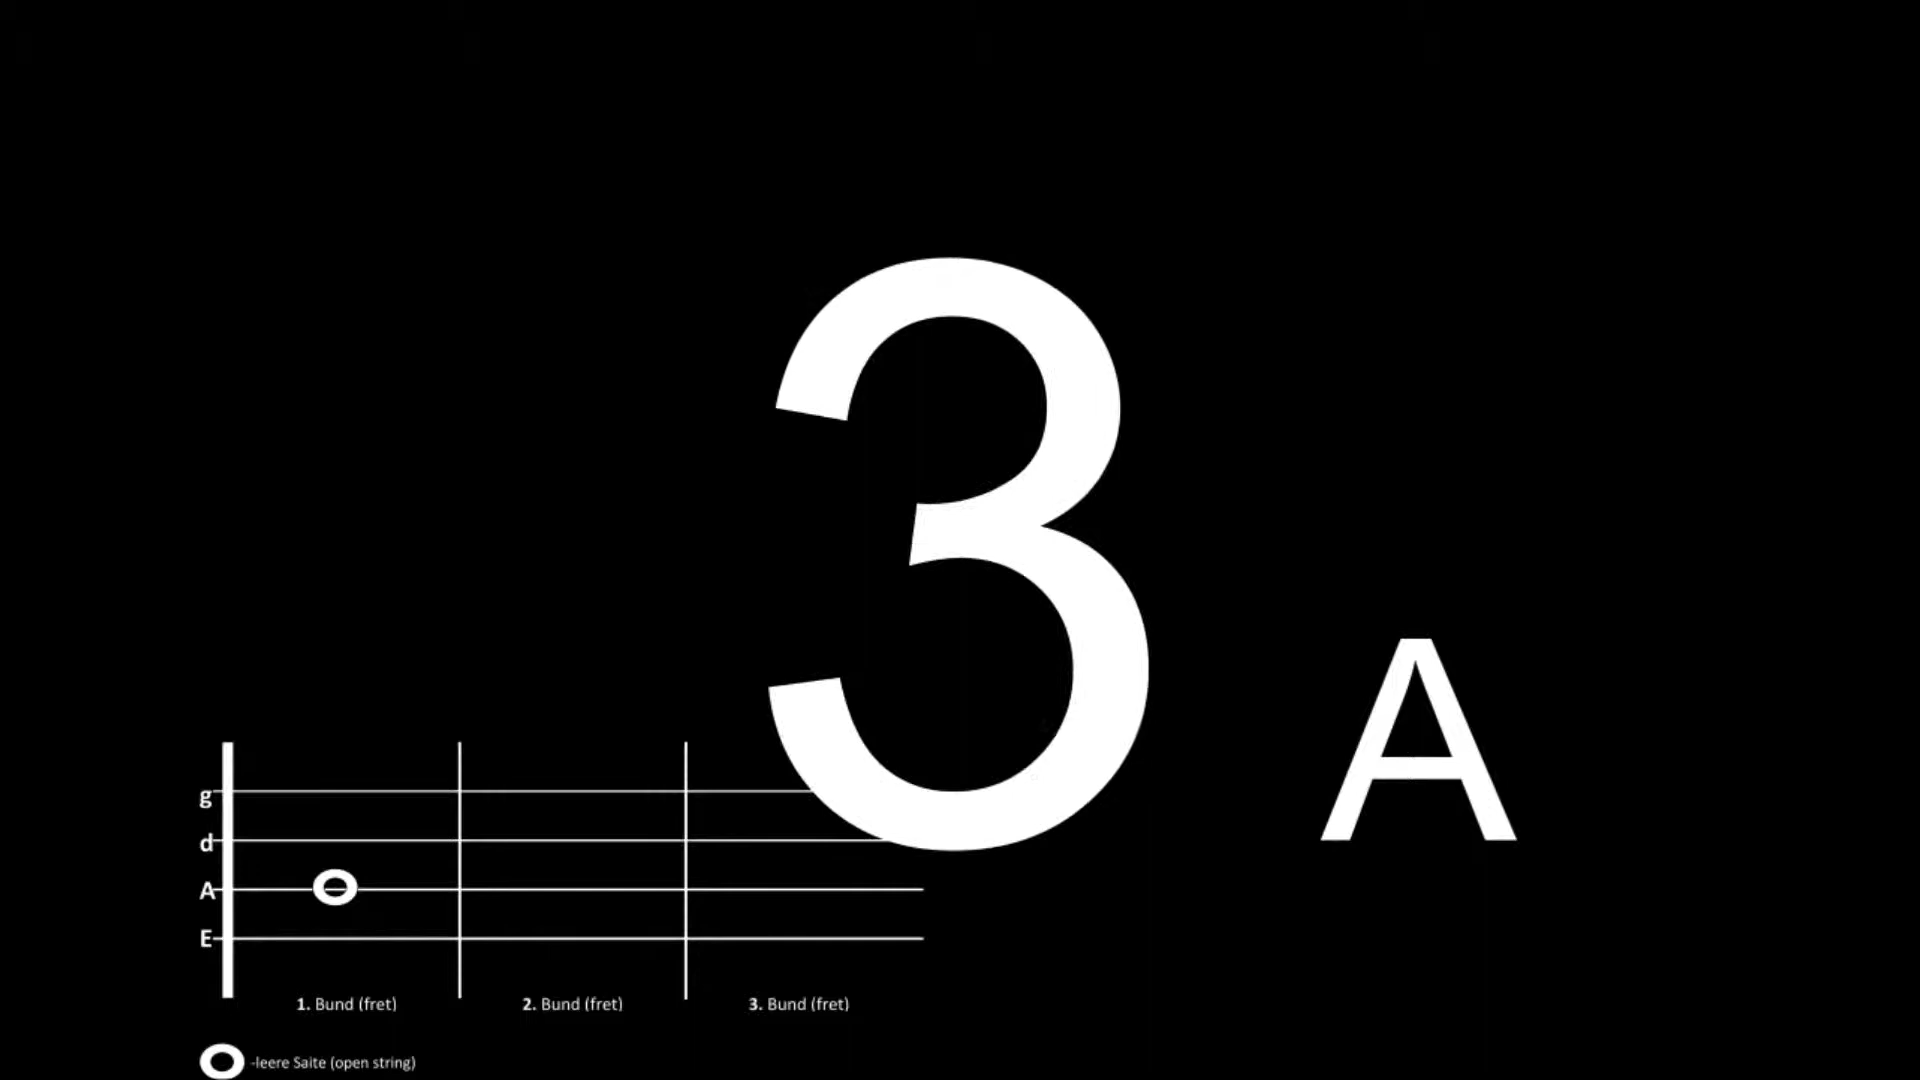 3
A
g
d
A
E
1. Bund (fret) 2. Bund (fret) 3. Bund (fret)
-leere Saite (open string)